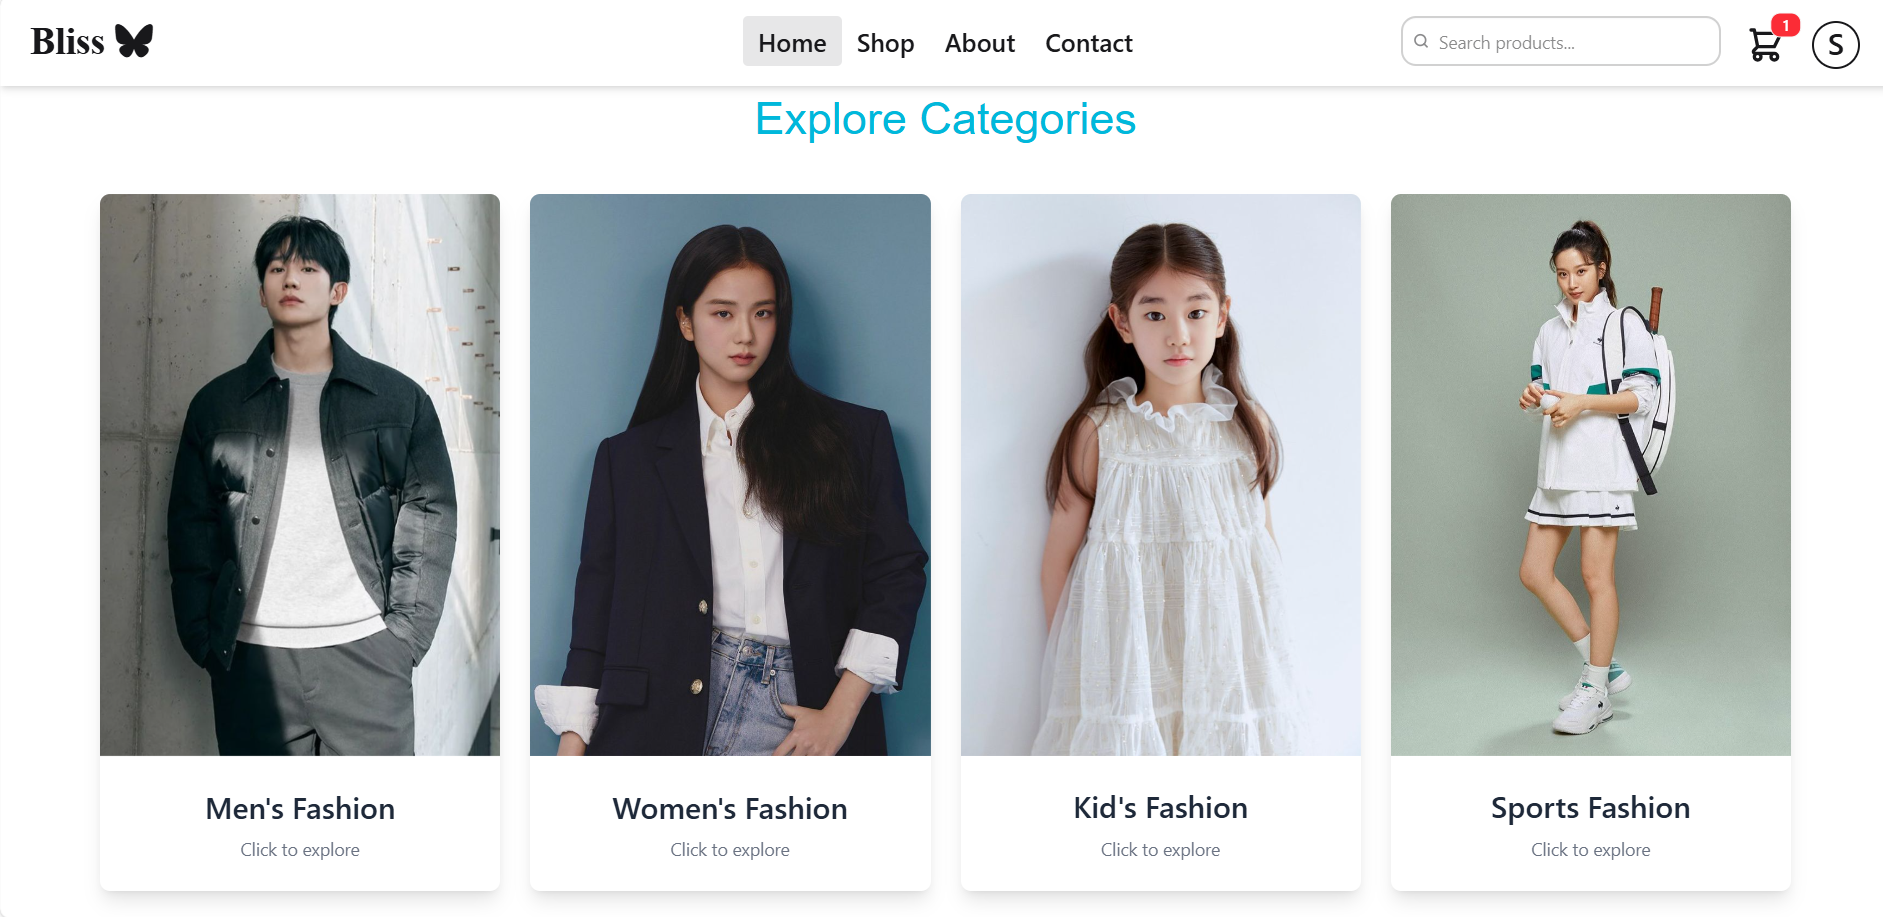 Bliss
Home Shop About Contact
Search products...
1
S
Explore Categories
Men's Fashion
Click to explore
Women's Fashion
Click to explore
Kid's Fashion
Click to explore
Sports Fashion
Click to explore